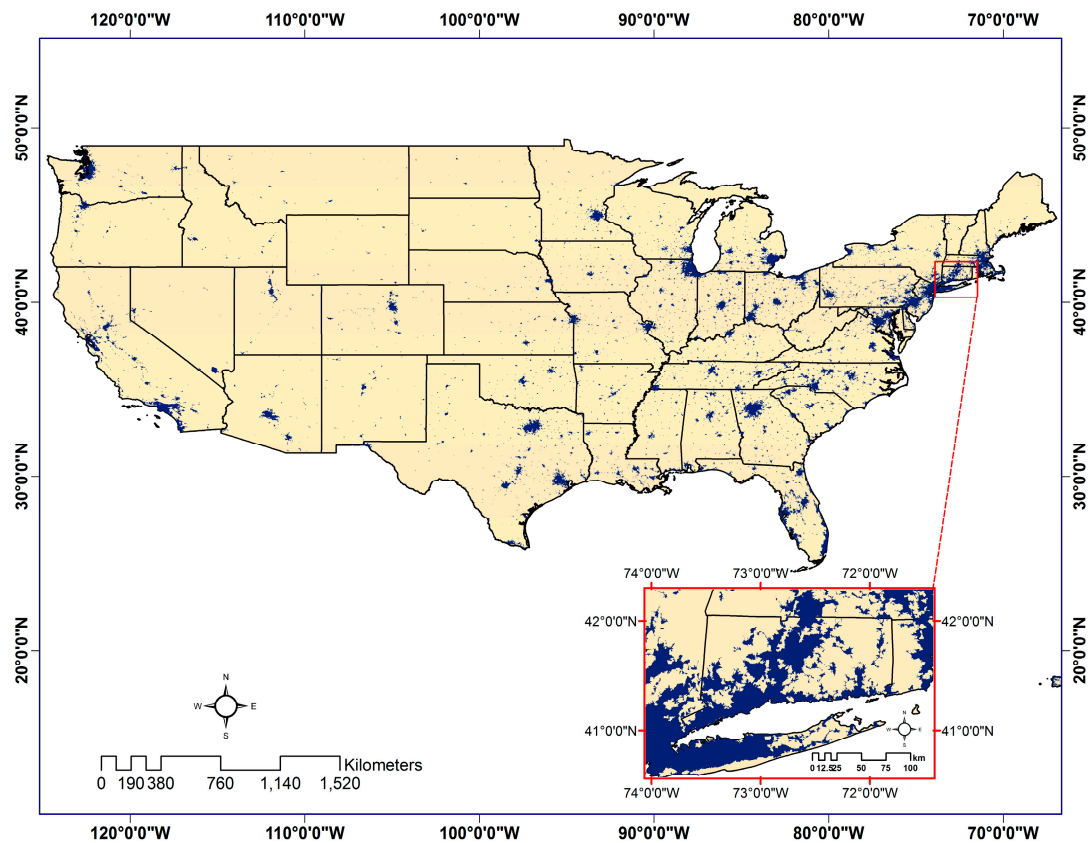 120°0'0"W 110°0'0"W 100°0'0"W 90°0'0"W 80°0'0"W 70°0'0"W
50°0'0"N 50°0'0"N
40°0'0"N 40°0'0"N
30°0'0"N 30°0'0"N
20°0'0"N 20°0'0"N
74°0'0"W 73°0'0"W 72°0'0"W
42°0'0"N 42°0'0"N
41°0'0"N 41°0'0"N
N
W E
S
0 12.525 50 75 100 km
74°0'0"W 73°0'0"W 72°0'0"W
N
W E
S
Kilometers
0 190 380 760 1,140 1,520
120°0'0"W 110°0'0"W 100°0'0"W 90°0'0"W 80°0'0"W 70°0'0"W